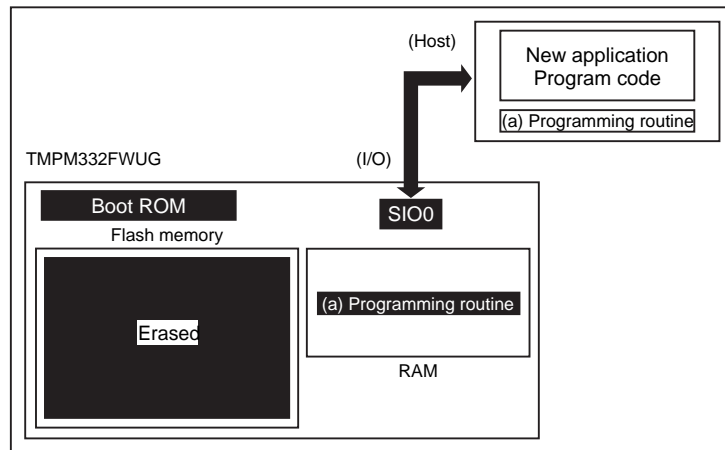 (Host)
New application
Program code
(a) Programming routine
TMPM332FWUG
(I/O)
Boot ROM
SIO0
Flash memory
(a) Programming routine
Erased
RAM